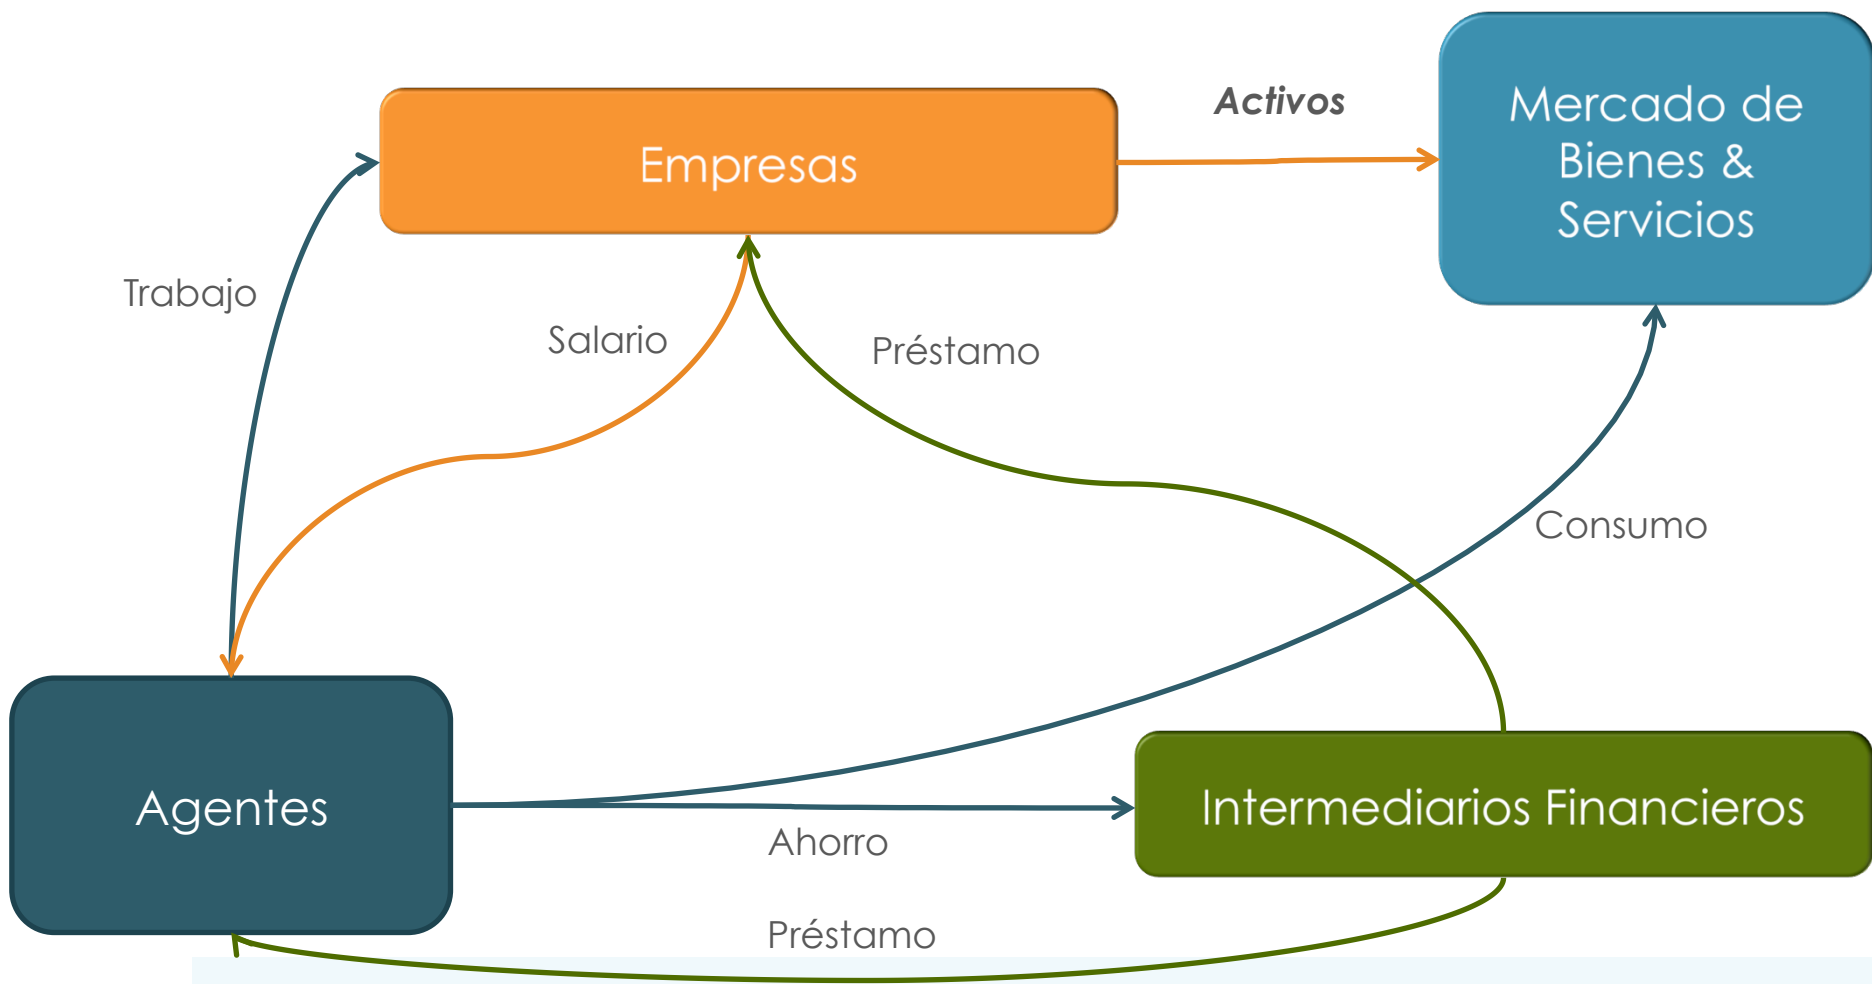 Activos
Mercado de
Bienes &
Servicios
Empresas
Trabajo
Salario
Préstamo
Consumo
Agentes
Intermediarios Financieros
Ahorro
Préstamo